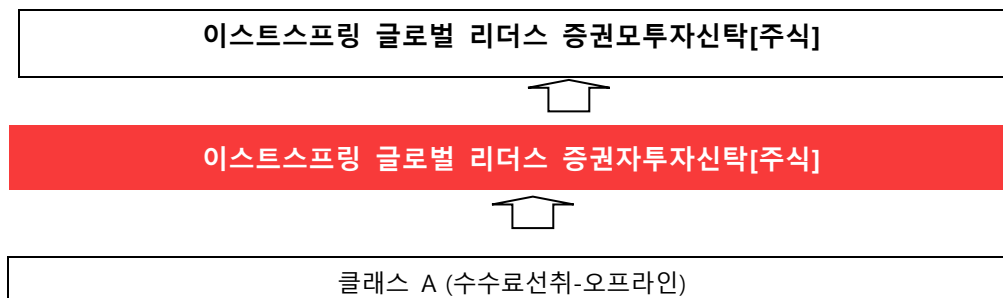 이스트스프링 글로벌 리더스 증권모투자신탁[주식]
이스트스프링 글로벌 리더스 증권자투자신탁[주식]
클래스 A (수수료선취-오프라인)